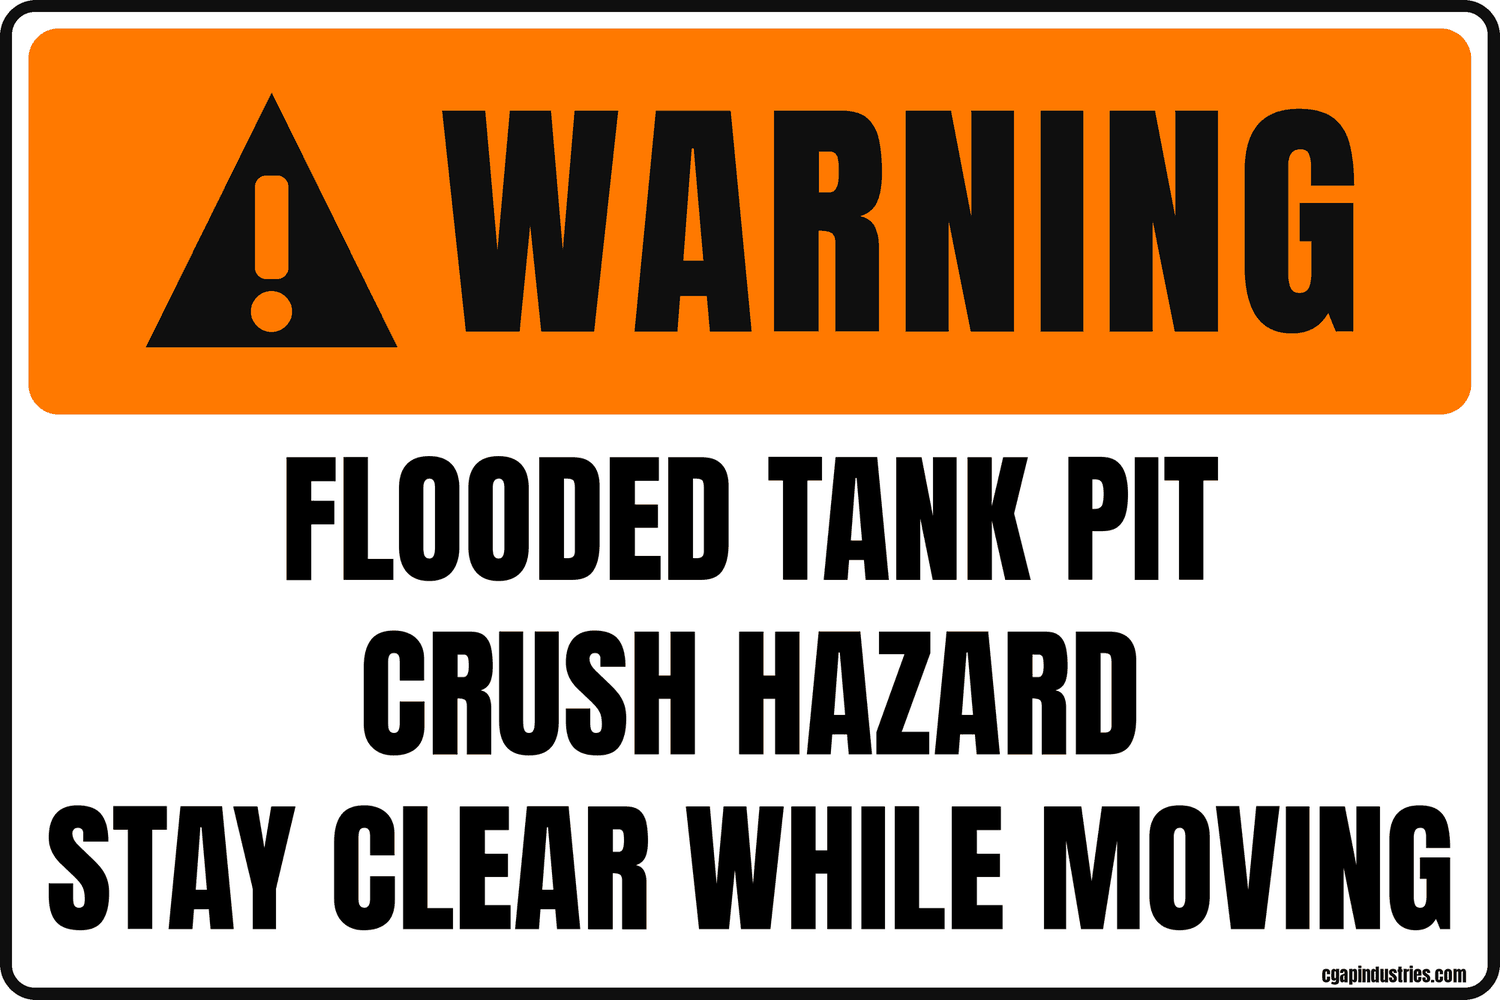 WARNING
FLOODED TANK PIT
CRUSH HAZARD
STAY CLEAR WHILE MOVING
cgapindustries.com